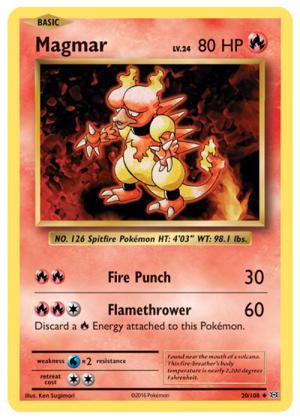 BASIC
Magmar LV.24 80 HP
NO. 126 Spitfire Pokémon HT: 4'03" WT: 98.1 lbs.
Fire Punch 30
Flamethrower 60
Discard a Energy attached to this Pokémon.
weakness ×2 resistance
Found near the mouth of a volcano.
This fire-breather's body
temperature is nearly 2,200 degrees
Fahrenheit.
retreat
cost
Illus. Ken Sugimori ©2016 Pokémon 20/108